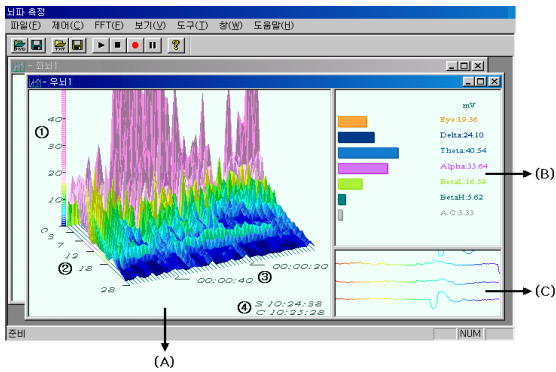 뇌파 측정
파일(F) 제어(C) FFT(F) 보기(V) 도구(T) 창(W) 도움말(H)
- 좌뇌1
- 우뇌1
mV
Eye:19.36
Delta:24.10
Theta:40.54
Alpha:33.64
BetaL:16.59
BetaH:5.62
A C:3.33
①
40
30
20
10
0
3
7
12
18
28
②
③
00:00:20
00:00:40
④
S 10:24:38
C 10:25:28
(A)
(B)
(C)
준비
NUM